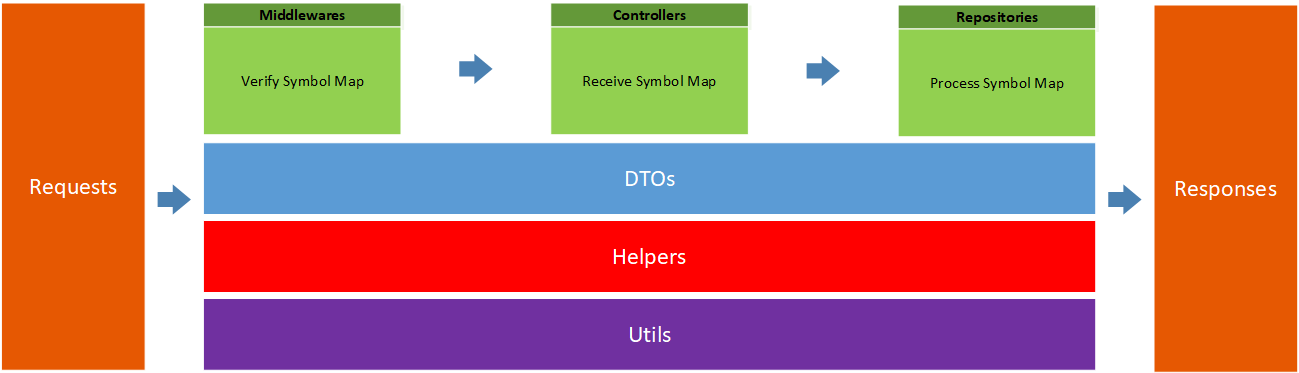 Requests
Middlewares
Verify Symbol Map
Controllers
Receive Symbol Map
Repositories
Process Symbol Map
DTOs
Helpers
Utils
Responses